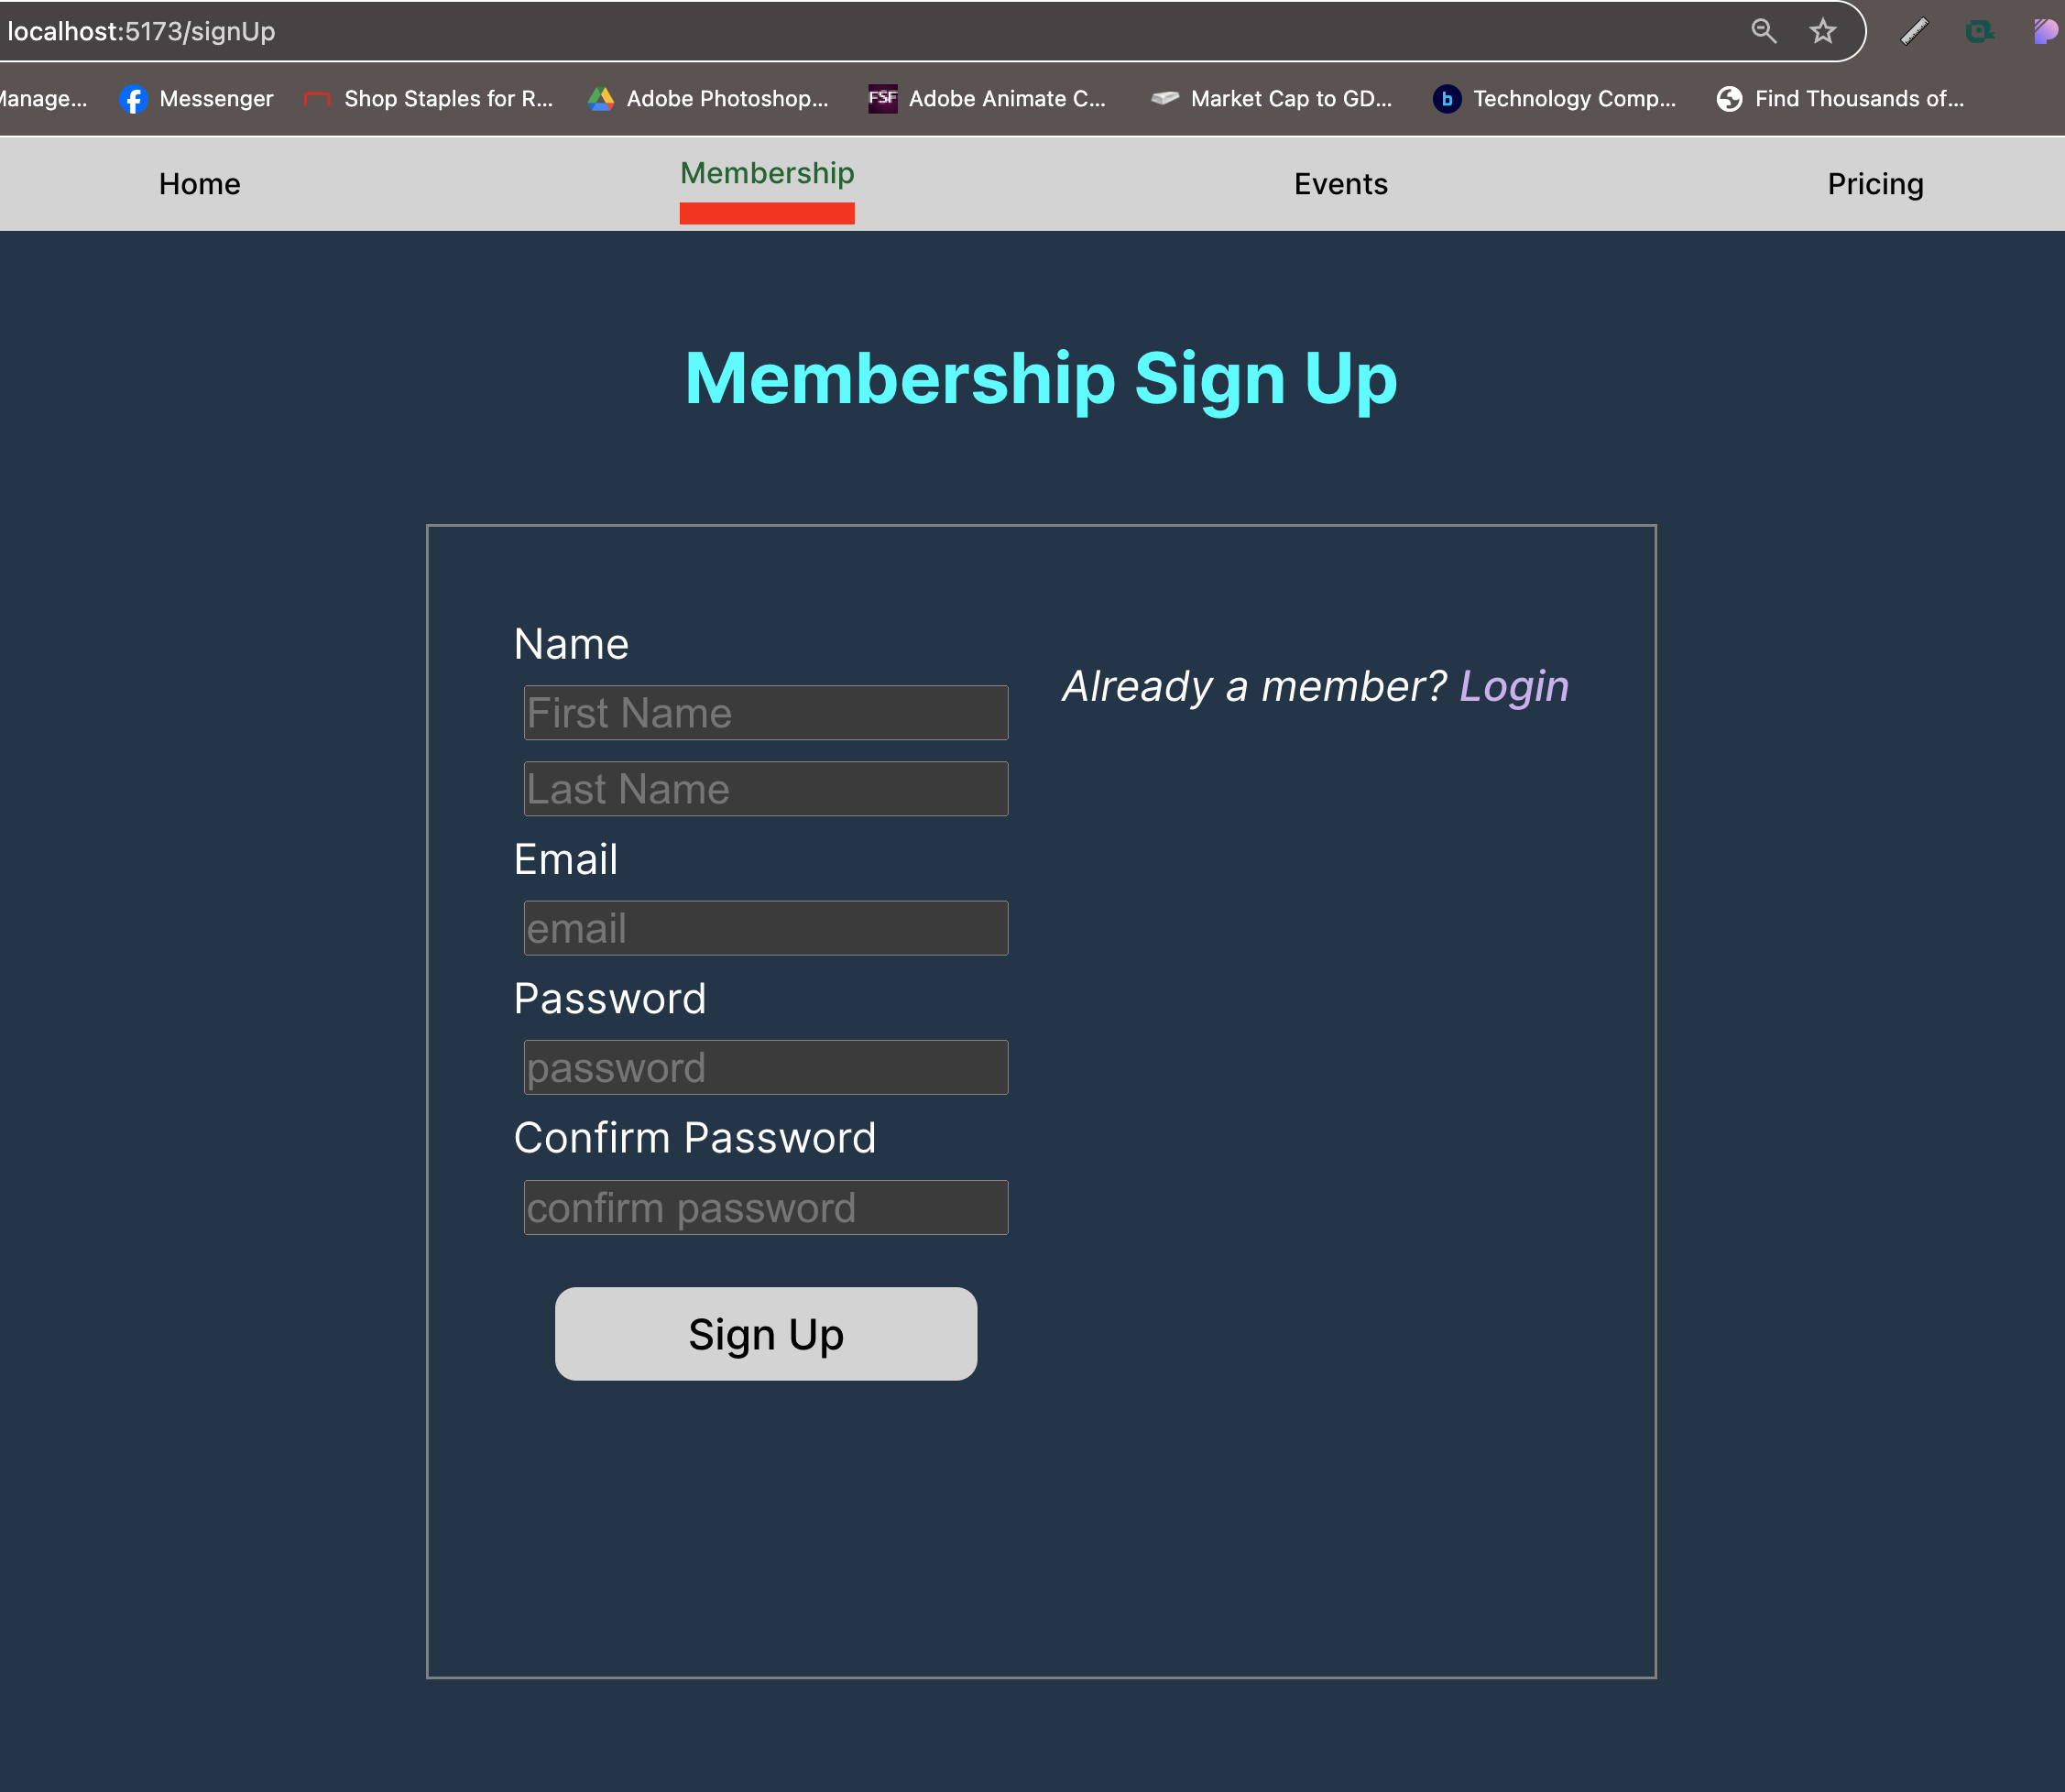 localhost:5173/signUp
Manage... Messenger Shop Staples for R... Adobe Photoshop... FSF Adobe Animate C... Market Cap to GD... b Technology Comp... Find Thousands of...
Home Membership Events Pricing
Membership Sign Up
Name
Already a member? Login
First Name
Last Name
Email
email
Password
password
Confirm Password
confirm password
Sign Up